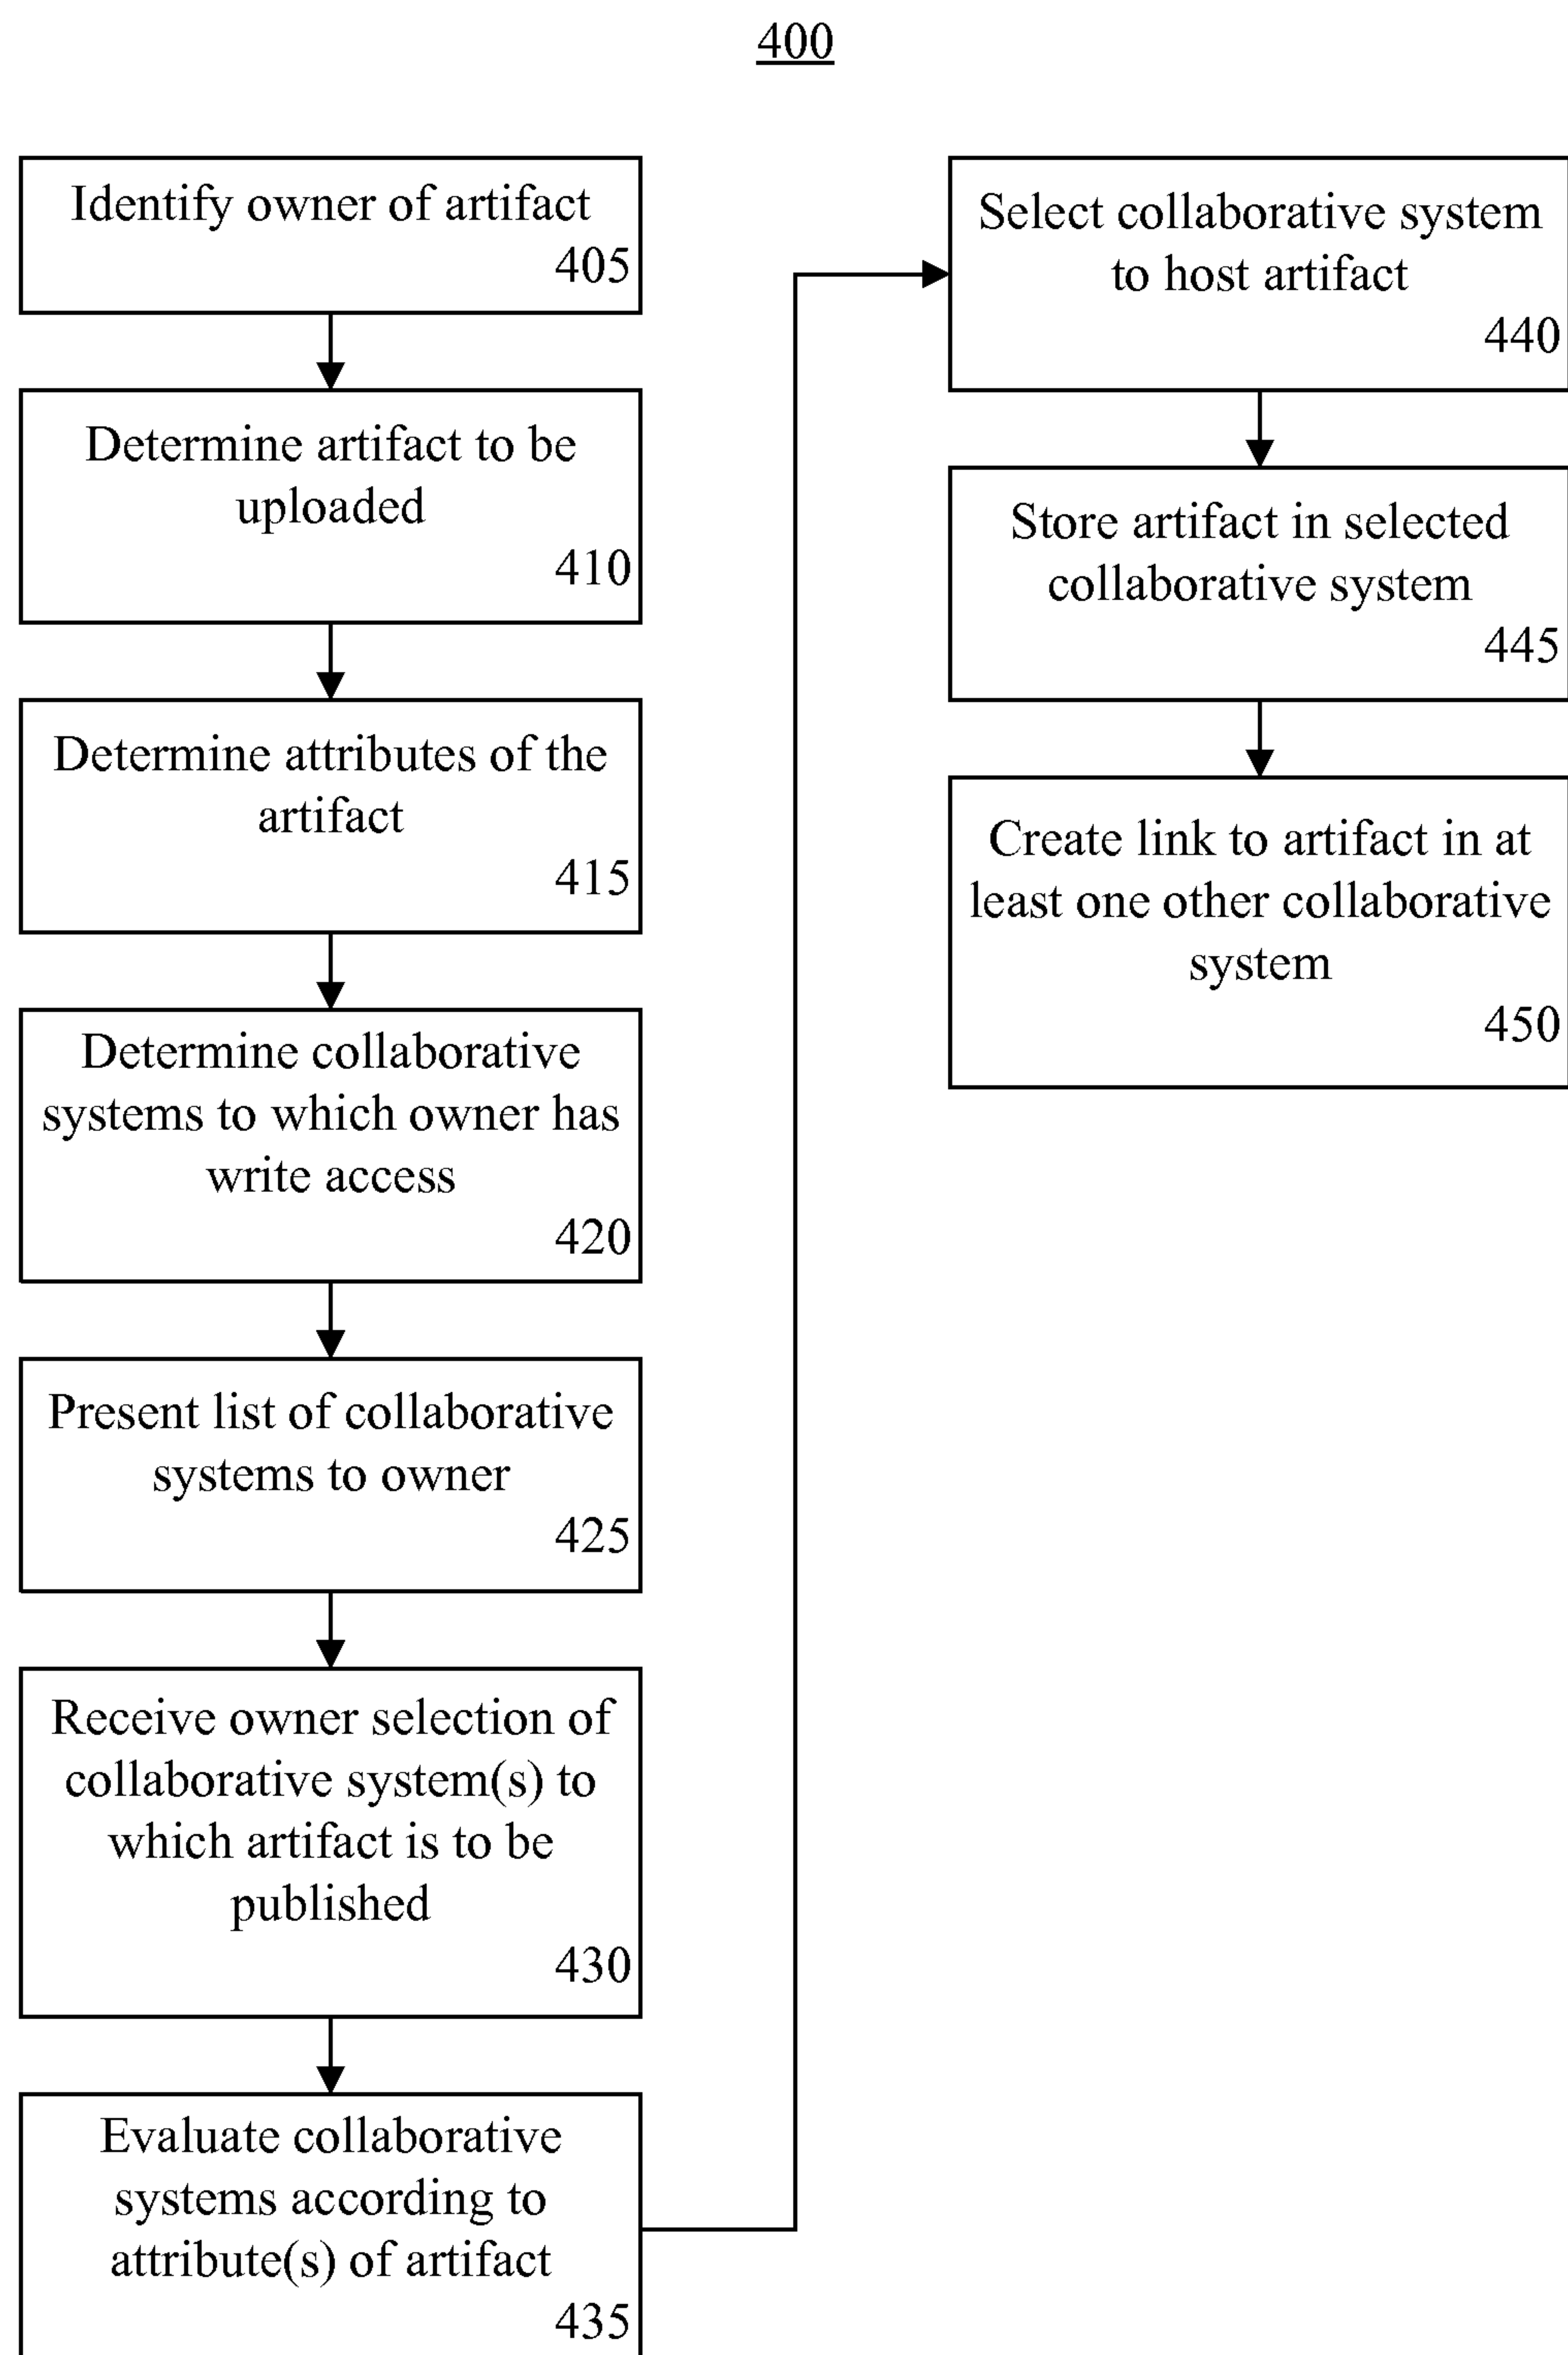 400
Identify owner of artifact
405
Determine artifact to be
uploaded
410
Determine attributes of the
artifact
415
Determine collaborative
systems to which owner has
write access
420
Present list of collaborative
systems to owner
425
Receive owner selection of
collaborative system(s) to
which artifact is to be
published
430
Evaluate collaborative
systems according to
attribute(s) of artifact
435
Select collaborative system
to host artifact
440
Store artifact in selected
collaborative system
445
Create link to artifact in at
least one other collaborative
system
450